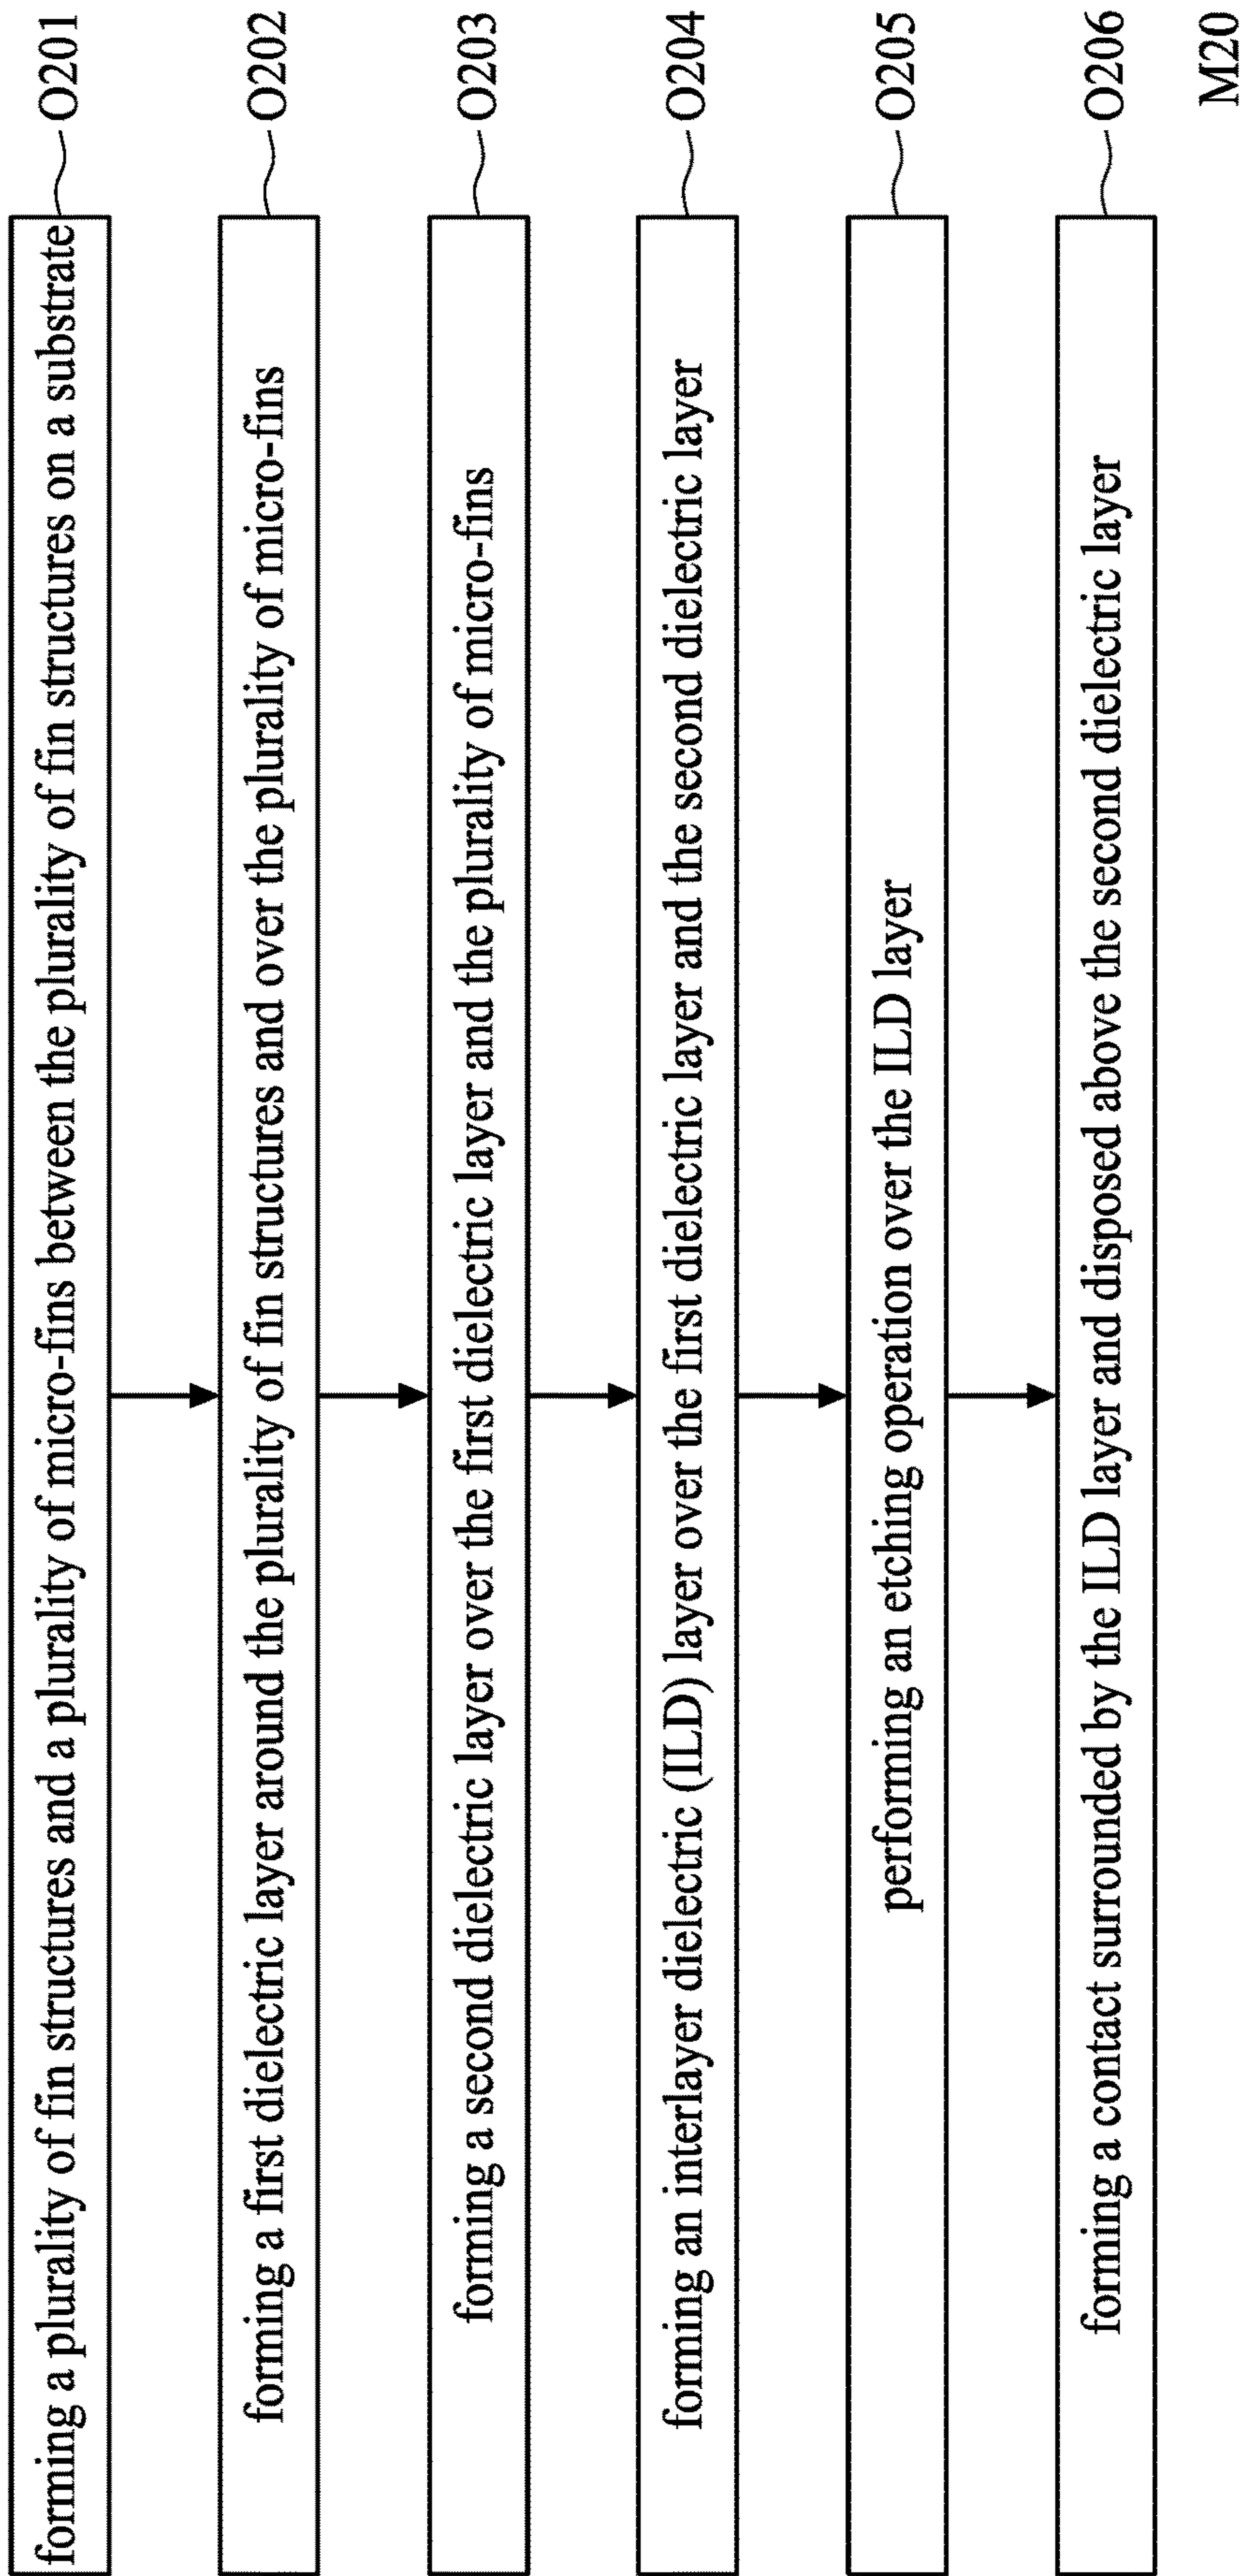 forming a plurality of fin structures and a plurality of micro-fins between the plurality of fin structures on a substrate O201
forming a first dielectric layer around the plurality of fin structures and over the plurality of micro-fins O202
forming a second dielectric layer over the first dielectric layer and the plurality of micro-fins O203
forming an interlayer dielectric (ILD) layer over the first dielectric layer and the second dielectric layer O204
performing an etching operation over the ILD layer O205
forming a contact surrounded by the ILD layer and disposed above the second dielectric layer O206
M20